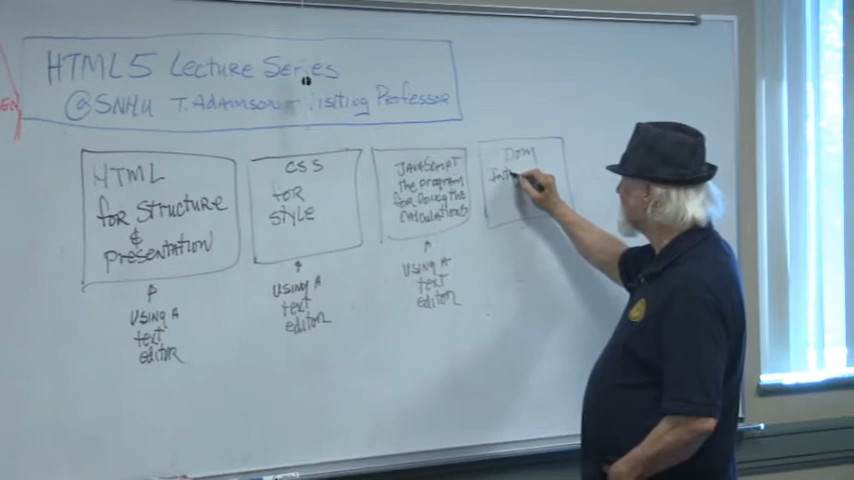 HTML5 Lecture Series
@SNHU T.Adamson - Visiting Professor
EN
HTML
for Structure
&
Presentation
using A
text
editor
CSS
for
style
using A
text
editor
JavaScript
the program
for doing the
calculations
using A
text
editor
Dom